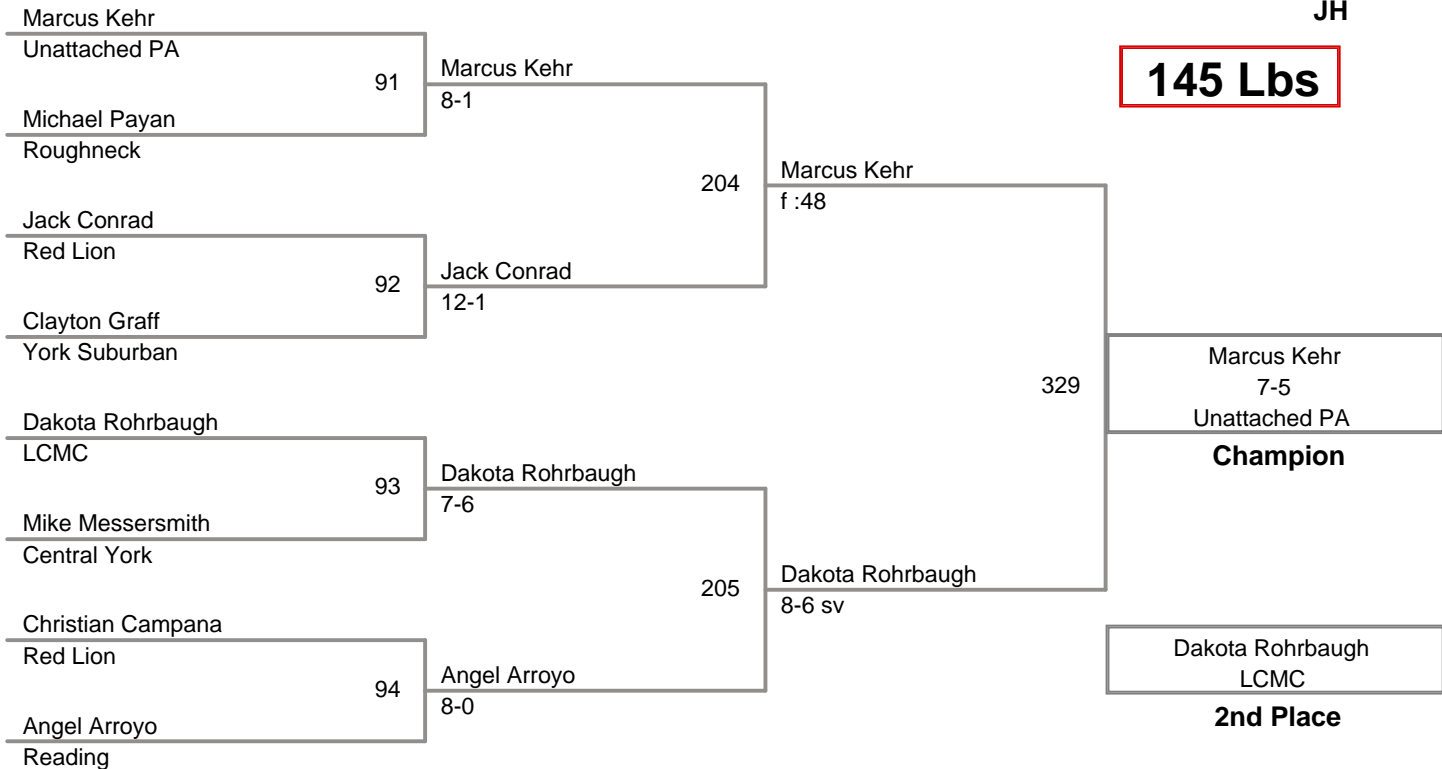 JH
145 Lbs
Marcus Kehr
Unattached PA
91
Michael Payan
Roughneck
Jack Conrad
Red Lion
92
Clayton Graff
York Suburban
Dakota Rohrbaugh
LCMC
93
Mike Messersmith
Central York
Christian Campana
Red Lion
94
Angel Arroyo
Reading
Marcus Kehr
8-1
204
Jack Conrad
12-1
Dakota Rohrbaugh
7-6
205
Angel Arroyo
8-0
Marcus Kehr
f :48
329
Dakota Rohrbaugh
8-6 sv
Marcus Kehr
7-5
Unattached PA
Champion
Dakota Rohrbaugh
LCMC
2nd Place